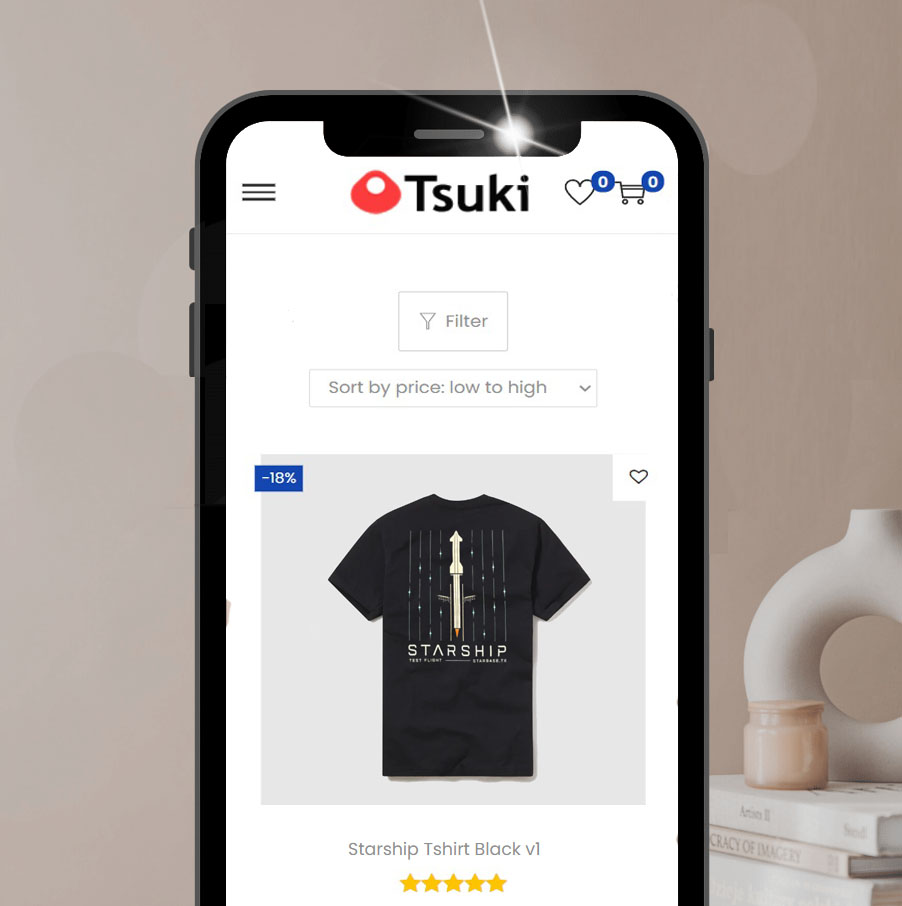 Tsuki
0
0
Filter
Sort by price: low to high
-18%
STARSHIP
TEST FLIGHT
STARBASE.TX
Starship Tshirt Black v1
Artists II
CRACY OF IMAGERY